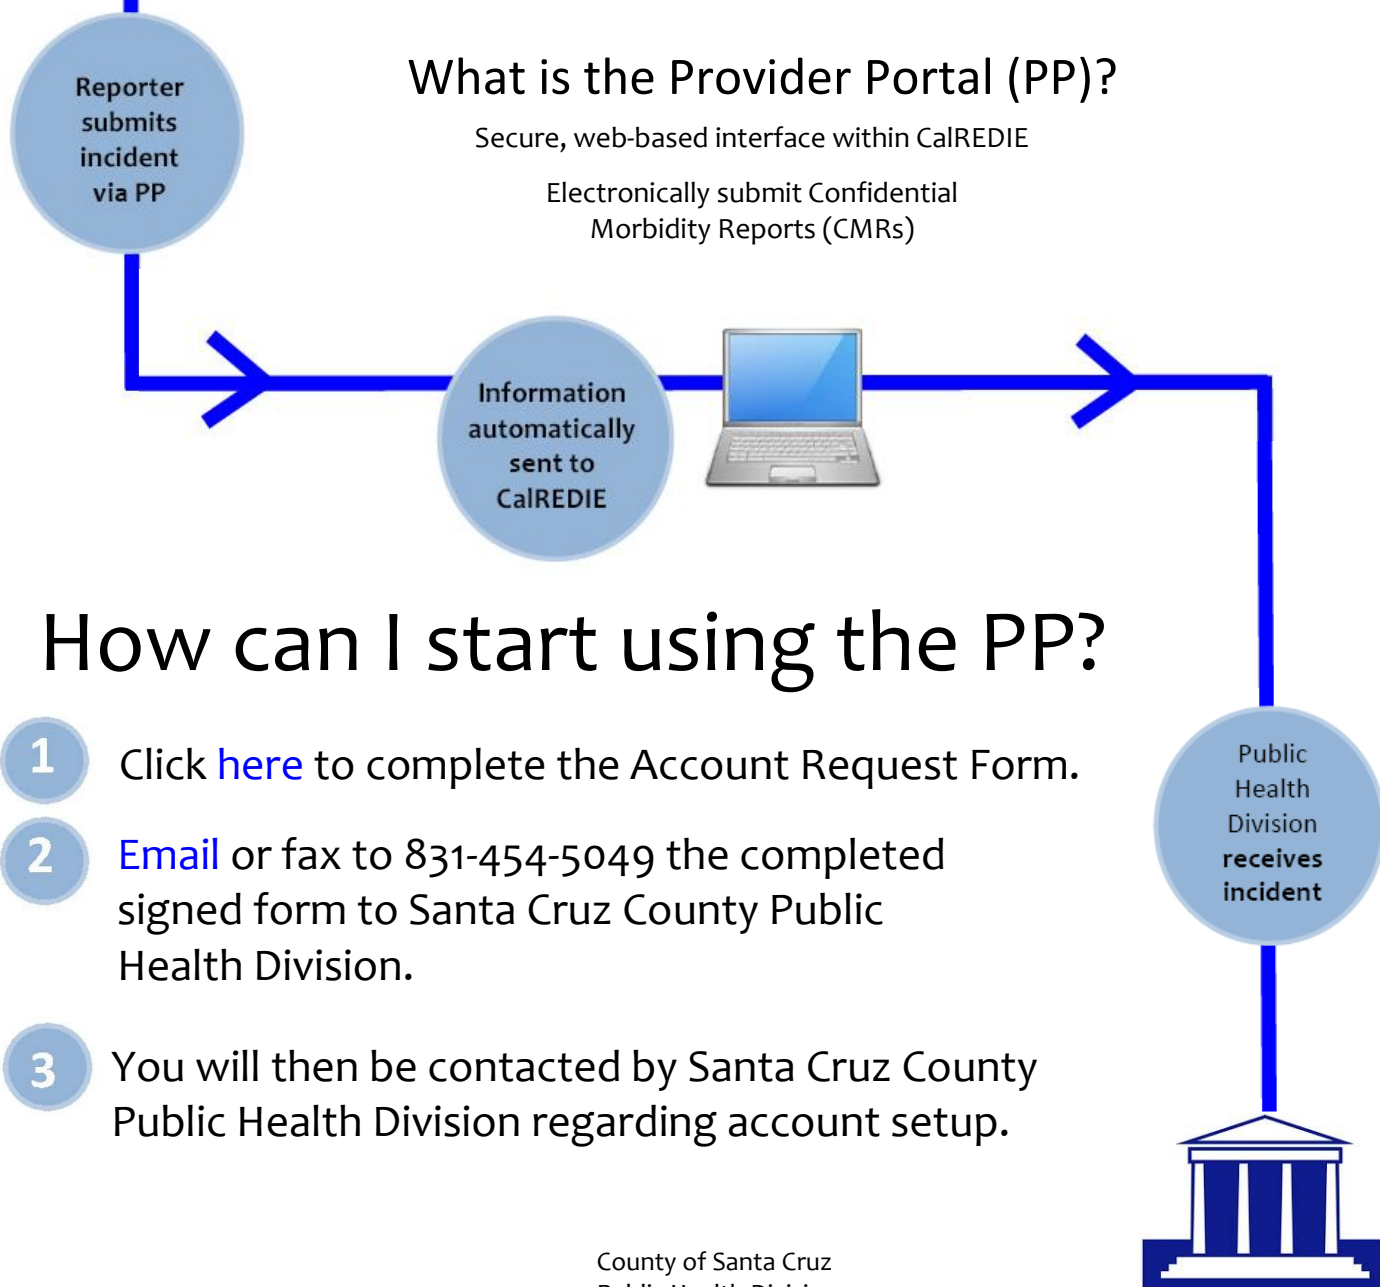 Reporter
submits
incident
via PP
What is the Provider Portal (PP)?
Secure, web-based interface within CalREDIE
Electronically submit Confidential
Morbidity Reports (CMRs)
Information
automatically
sent to
CalREDIE
How can I start using the PP?
1 Click here to complete the Account Request Form.
2 Email or fax to 831-454-5049 the completed
signed form to Santa Cruz County Public
Health Division.
3 You will then be contacted by Santa Cruz County
Public Health Division regarding account setup.
Public
Health
Division
receives
incident
County of Santa Cruz
Public Health Division